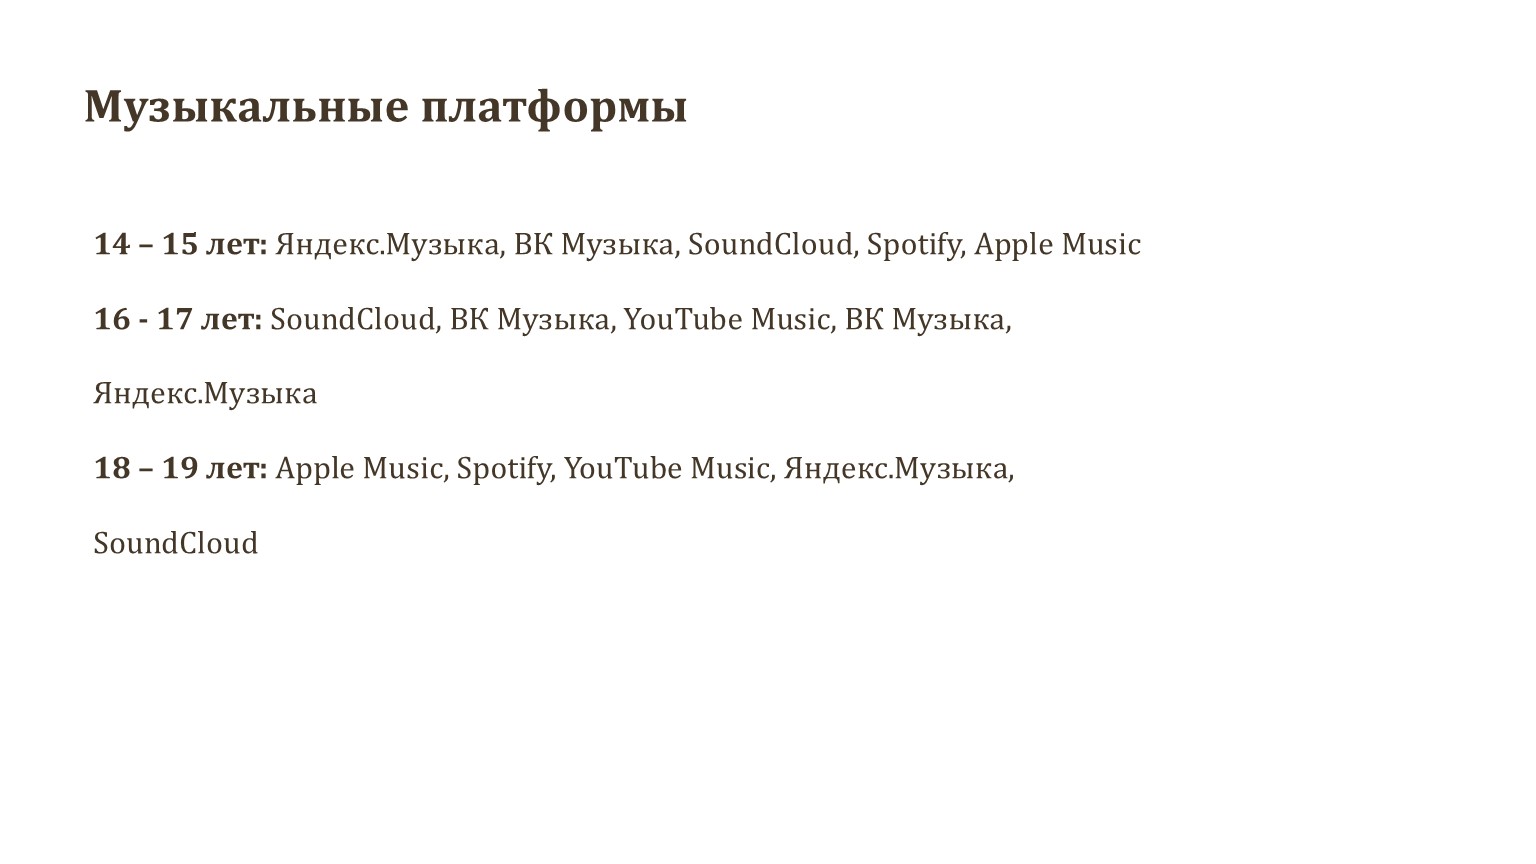 Музыкальные платформы
14 – 15 лет: Яндекс.Музыка, ВК Музыка, SoundCloud, Spotify, Apple Music
16 - 17 лет: SoundCloud, ВК Музыка, YouTube Music, ВК Музыка,
Яндекс.Музыка
18 – 19 лет: Apple Music, Spotify, YouTube Music, Яндекс.Музыка,
SoundCloud